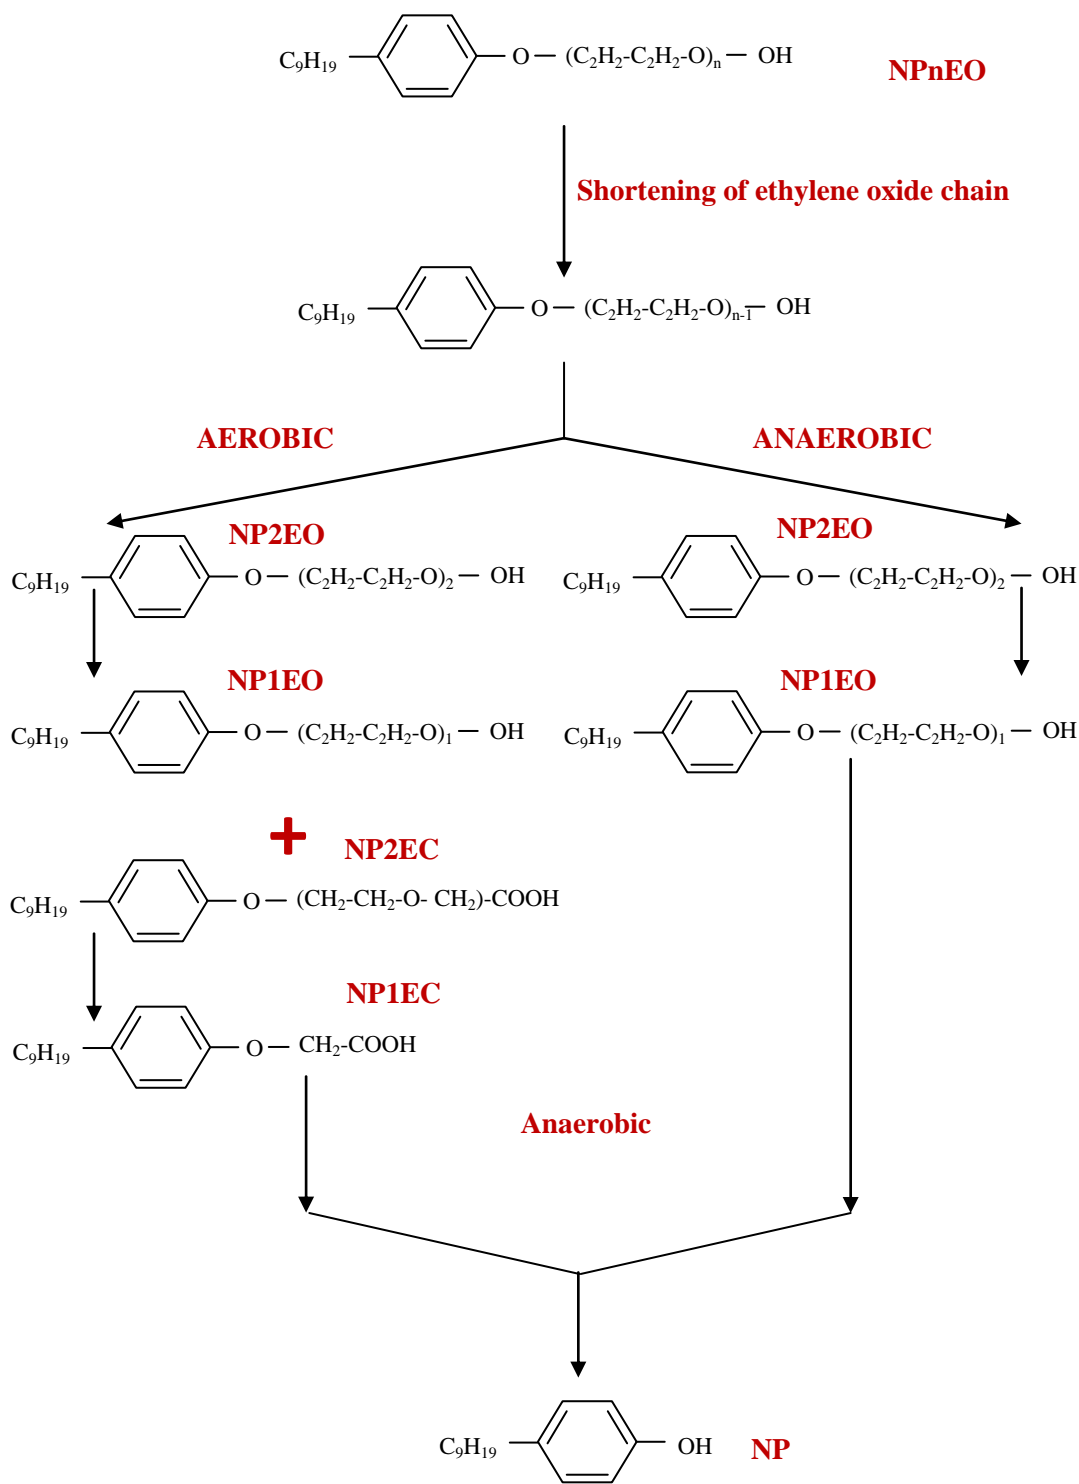 C₉H₁₉ O — (C₂H₂-C₂H₂-O)ₙ — OH NPnEO
Shortening of ethylene oxide chain
C₉H₁₉ O — (C₂H₂-C₂H₂-O)ₙ₋₁ — OH
AEROBIC ANAEROBIC
NP2EO NP2EO
C₉H₁₉ O — (C₂H₂-C₂H₂-O)₂ — OH C₉H₁₉ O — (C₂H₂-C₂H₂-O)₂ — OH
NP1EO NP1EO
C₉H₁₉ O — (C₂H₂-C₂H₂-O)₁ — OH C₉H₁₉ O — (C₂H₂-C₂H₂-O)₁ — OH
+ NP2EC
C₉H₁₉ O — (CH₂-CH₂-O- CH₂)-COOH
NP1EC
C₉H₁₉ O — CH₂-COOH
Anaerobic
C₉H₁₉ OH NP